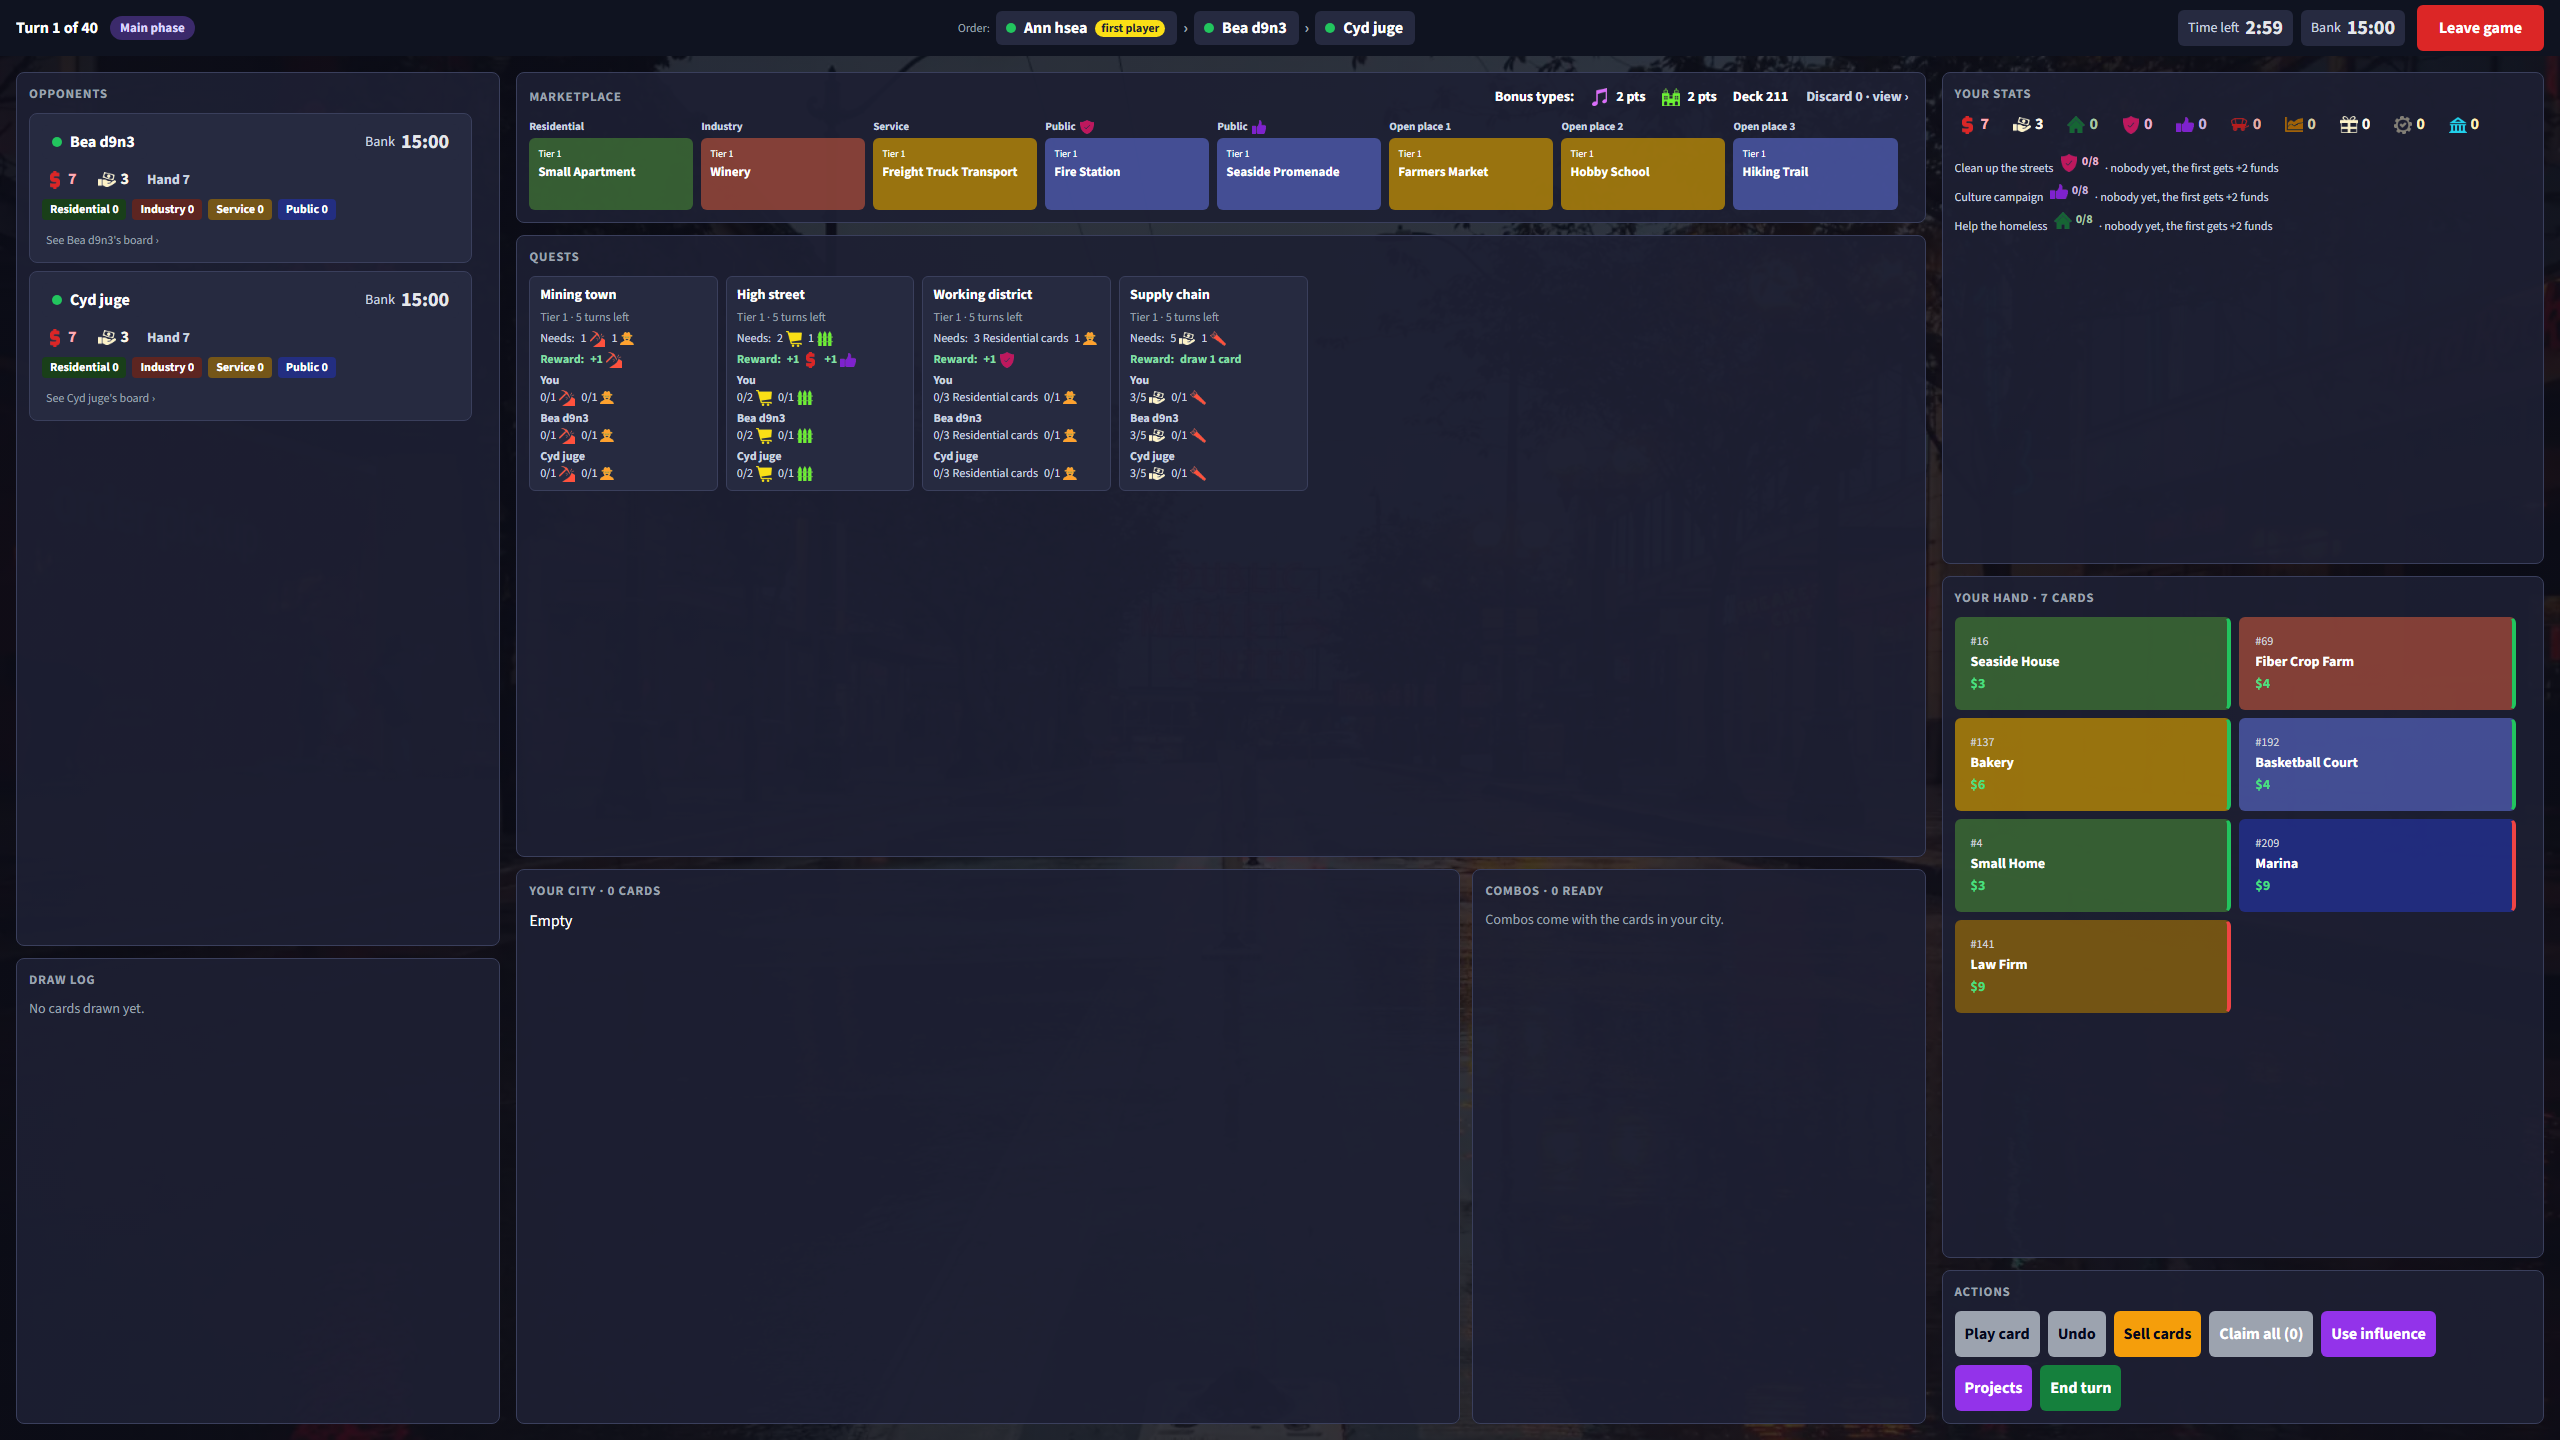 Turn 1 of 40 Main phase
Order: Ann hsea first player › Bea d9n3 › Cyd juge
Time left 2:59 Bank 15:00 Leave game
OPPONENTS
Bea d9n3 Bank 15:00
7 3 Hand 7
Residential 0 Industry 0 Service 0 Public 0
See Bea d9n3's board ›
Cyd juge Bank 15:00
7 3 Hand 7
Residential 0 Industry 0 Service 0 Public 0
See Cyd juge's board ›
DRAW LOG
No cards drawn yet.
MARKETPLACE
Bonus types: 2 pts 2 pts Deck 211 Discard 0 · view ›
Residential
Tier 1
Small Apartment
Industry
Tier 1
Winery
Service
Tier 1
Freight Truck Transport
Public
Tier 1
Fire Station
Public
Tier 1
Seaside Promenade
Open place 1
Tier 1
Farmers Market
Open place 2
Tier 1
Hobby School
Open place 3
Tier 1
Hiking Trail
QUESTS
Mining town
Tier 1 · 5 turns left
Needs: 1 1
Reward: +1
You
0/1 0/1
Bea d9n3
0/1 0/1
Cyd juge
0/1 0/1
High street
Tier 1 · 5 turns left
Needs: 2 1
Reward: +1 +1
You
0/2 0/1
Bea d9n3
0/2 0/1
Cyd juge
0/2 0/1
Working district
Tier 1 · 5 turns left
Needs: 3 Residential cards 1
Reward: +1
You
0/3 Residential cards 0/1
Bea d9n3
0/3 Residential cards 0/1
Cyd juge
0/3 Residential cards 0/1
Supply chain
Tier 1 · 5 turns left
Needs: 5 1
Reward: draw 1 card
You
3/5 0/1
Bea d9n3
3/5 0/1
Cyd juge
3/5 0/1
YOUR CITY · 0 CARDS
Empty
COMBOS · 0 READY
Combos come with the cards in your city.
YOUR STATS
7 3 0 0 0 0 0 0 0 0
Clean up the streets 0/8 · nobody yet, the first gets +2 funds
Culture campaign 0/8 · nobody yet, the first gets +2 funds
Help the homeless 0/8 · nobody yet, the first gets +2 funds
YOUR HAND · 7 CARDS
#16
Seaside House
$3
#69
Fiber Crop Farm
$4
#137
Bakery
$6
#192
Basketball Court
$4
#4
Small Home
$3
#209
Marina
$9
#141
Law Firm
$9
ACTIONS
Play card Undo Sell cards Claim all (0) Use influence
Projects End turn